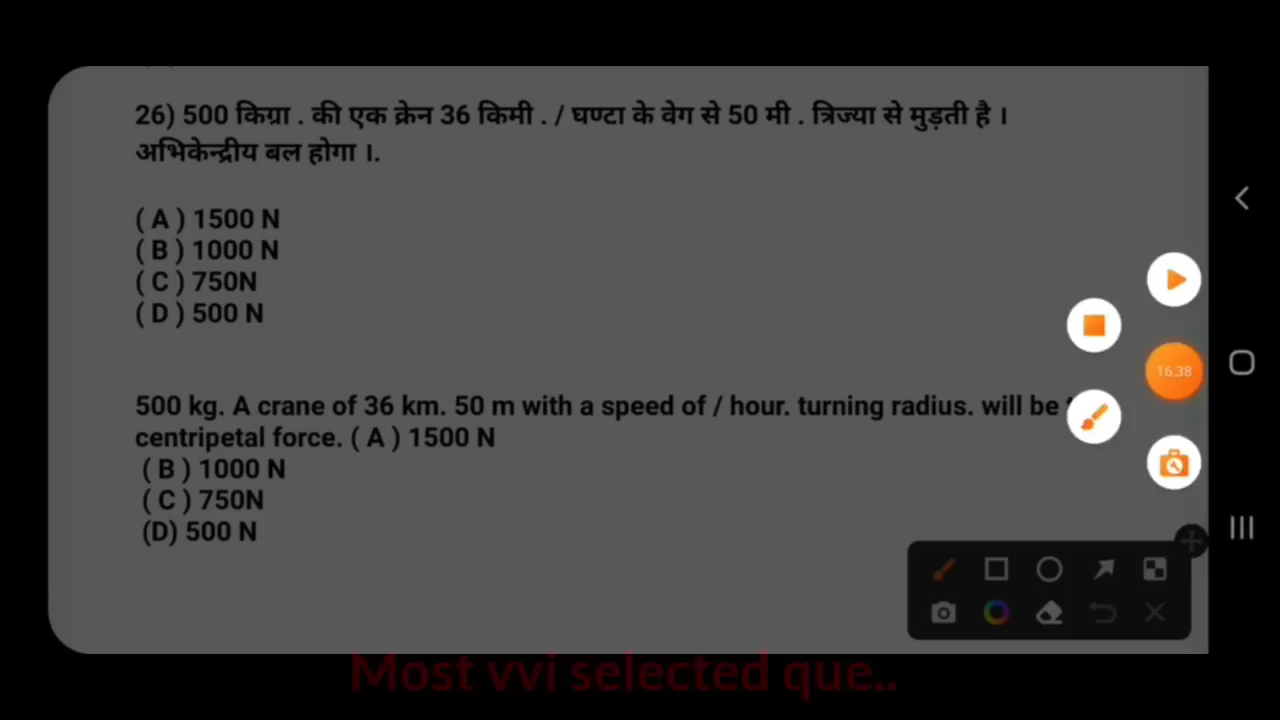 26) 500 किग्रा . की एक क्रेन 36 किमी . / घण्टा के वेग से 50 मी . त्रिज्या से मुड़ती है ।
अभिकेन्द्रीय बल होगा ।.
( A ) 1500 N
( B ) 1000 N
( C ) 750N
( D ) 500 N
500 kg. A crane of 36 km. 50 m with a speed of / hour. turning radius. will be
centripetal force. ( A ) 1500 N
( B ) 1000 N
( C ) 750N
(D) 500 N
16:38
Most vvi selected que..